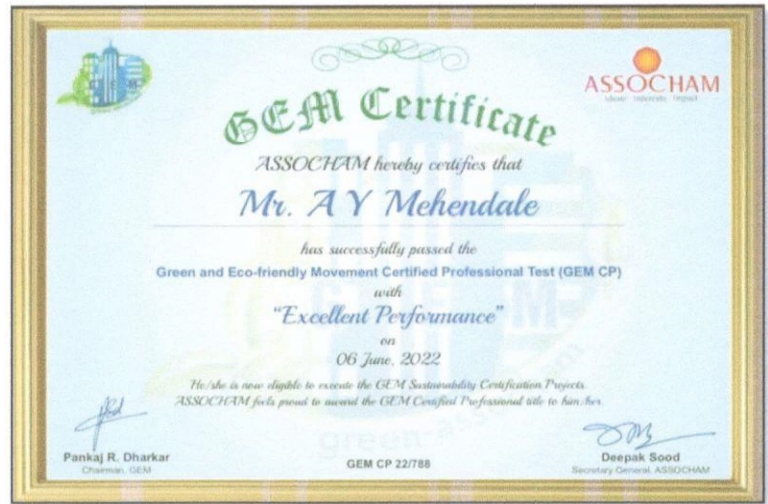 GEM
ASSOCHAM
GEM Certificate
ASSOCHAM hereby certifies that
Mr. A Y Mehendale
has successfully passed the
Green and Eco-friendly Movement Certified Professional Test (GEM CP)
with
"Excellent Performance"
on
06 June, 2022
He/she is now eligible to execute the GEM Sustainability Certification Projects.
ASSOCHAM feels proud to award the GEM Certified Professional title to him/her.
Pankaj R. Dharkar
Chairman, GEM
GEM CP 22/788
Deepak Sood
Secretary General, ASSOCHAM